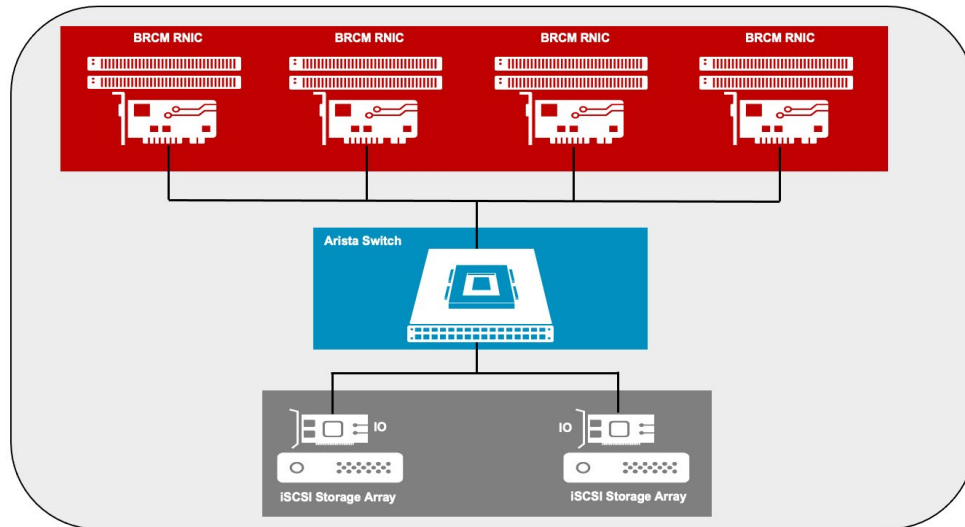 BRCM RNIC
BRCM RNIC
BRCM RNIC
BRCM RNIC
Arista Switch
IO
IO
iSCSI Storage Array
iSCSI Storage Array